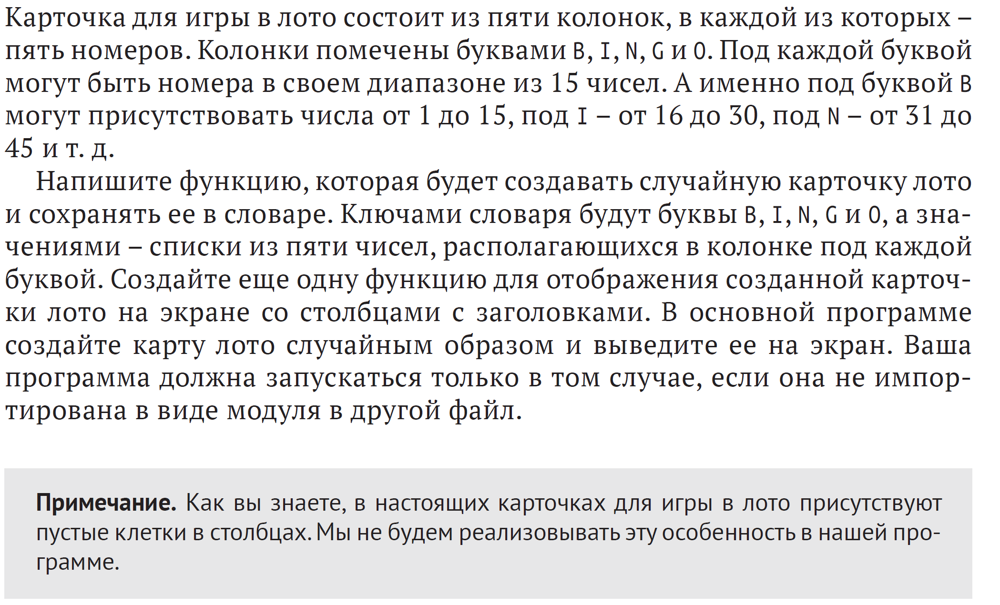 Карточка для игры в лото состоит из пяти колонок, в каждой из которых –
пять номеров. Колонки помечены буквами B, I, N, G и O. Под каждой буквой
могут быть номера в своем диапазоне из 15 чисел. А именно под буквой B
могут присутствовать числа от 1 до 15, под I – от 16 до 30, под N – от 31 до
45 и т. д.
Напишите функцию, которая будет создавать случайную карточку лото
и сохранять ее в словаре. Ключами словаря будут буквы B, I, N, G и O, а зна-
чениями – списки из пяти чисел, располагающихся в колонке под каждой
буквой. Создайте еще одну функцию для отображения созданной карточ-
ки лото на экране со столбцами с заголовками. В основной программе
создайте карту лото случайным образом и выведите ее на экран. Ваша
программа должна запускаться только в том случае, если она не импор-
тирована в виде модуля в другой файл.
Примечание. Как вы знаете, в настоящих карточках для игры в лото присутствуют
пустые клетки в столбцах. Мы не будем реализовывать эту особенность в нашей про-
грамме.